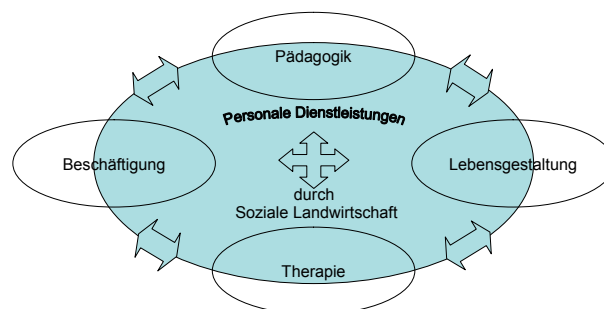 Pädagogik
Personale Dienstleistungen
Beschäftigung
Lebensgestaltung
durch
Soziale Landwirtschaft
Therapie